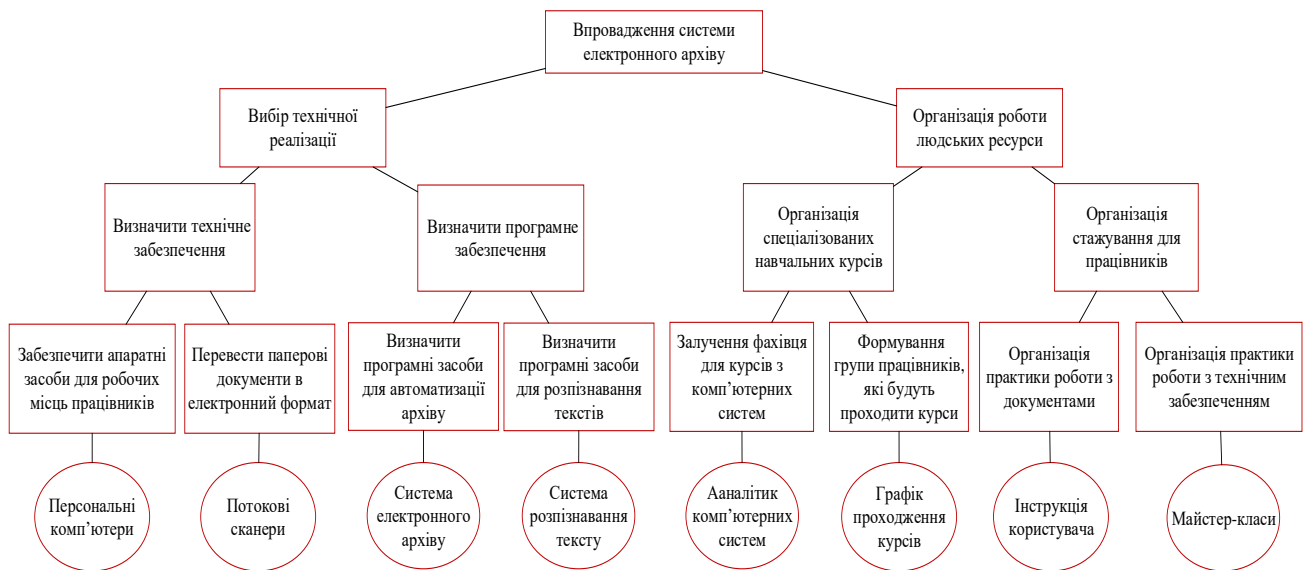 Впровадження системи
електронного архіву
Вибір технічної
реалізації
Організація роботи
людських ресурси
Визначити технічне
забезпечення
Визначити програмне
забезпечення
Організація
спеціалізованих
навчальних курсів
Організація
стажування для
працівників
Забезпечити апаратні
засоби для робочих
місць працівників
Перевести паперові
документи в
електронний формат
Визначити
програмні засоби
для автоматизації
архіву
Визначити
програмні засоби
для розпізнавання
текстів
Залучення фахівця
для курсів з
комп’ютерних
систем
Формування
групи працівників,
які будуть
проходити курси
Організація
практики роботи з
документами
Організація практики
роботи з технічним
забезпеченням
Персональні
комп’ютери
Потокові
сканери
Система
електронного
архіву
Система
розпізнавання
тексту
Ааналітик
комп’ютерних
систем
Графік
проходження
курсів
Інструкція
користувача
Майстер-класи